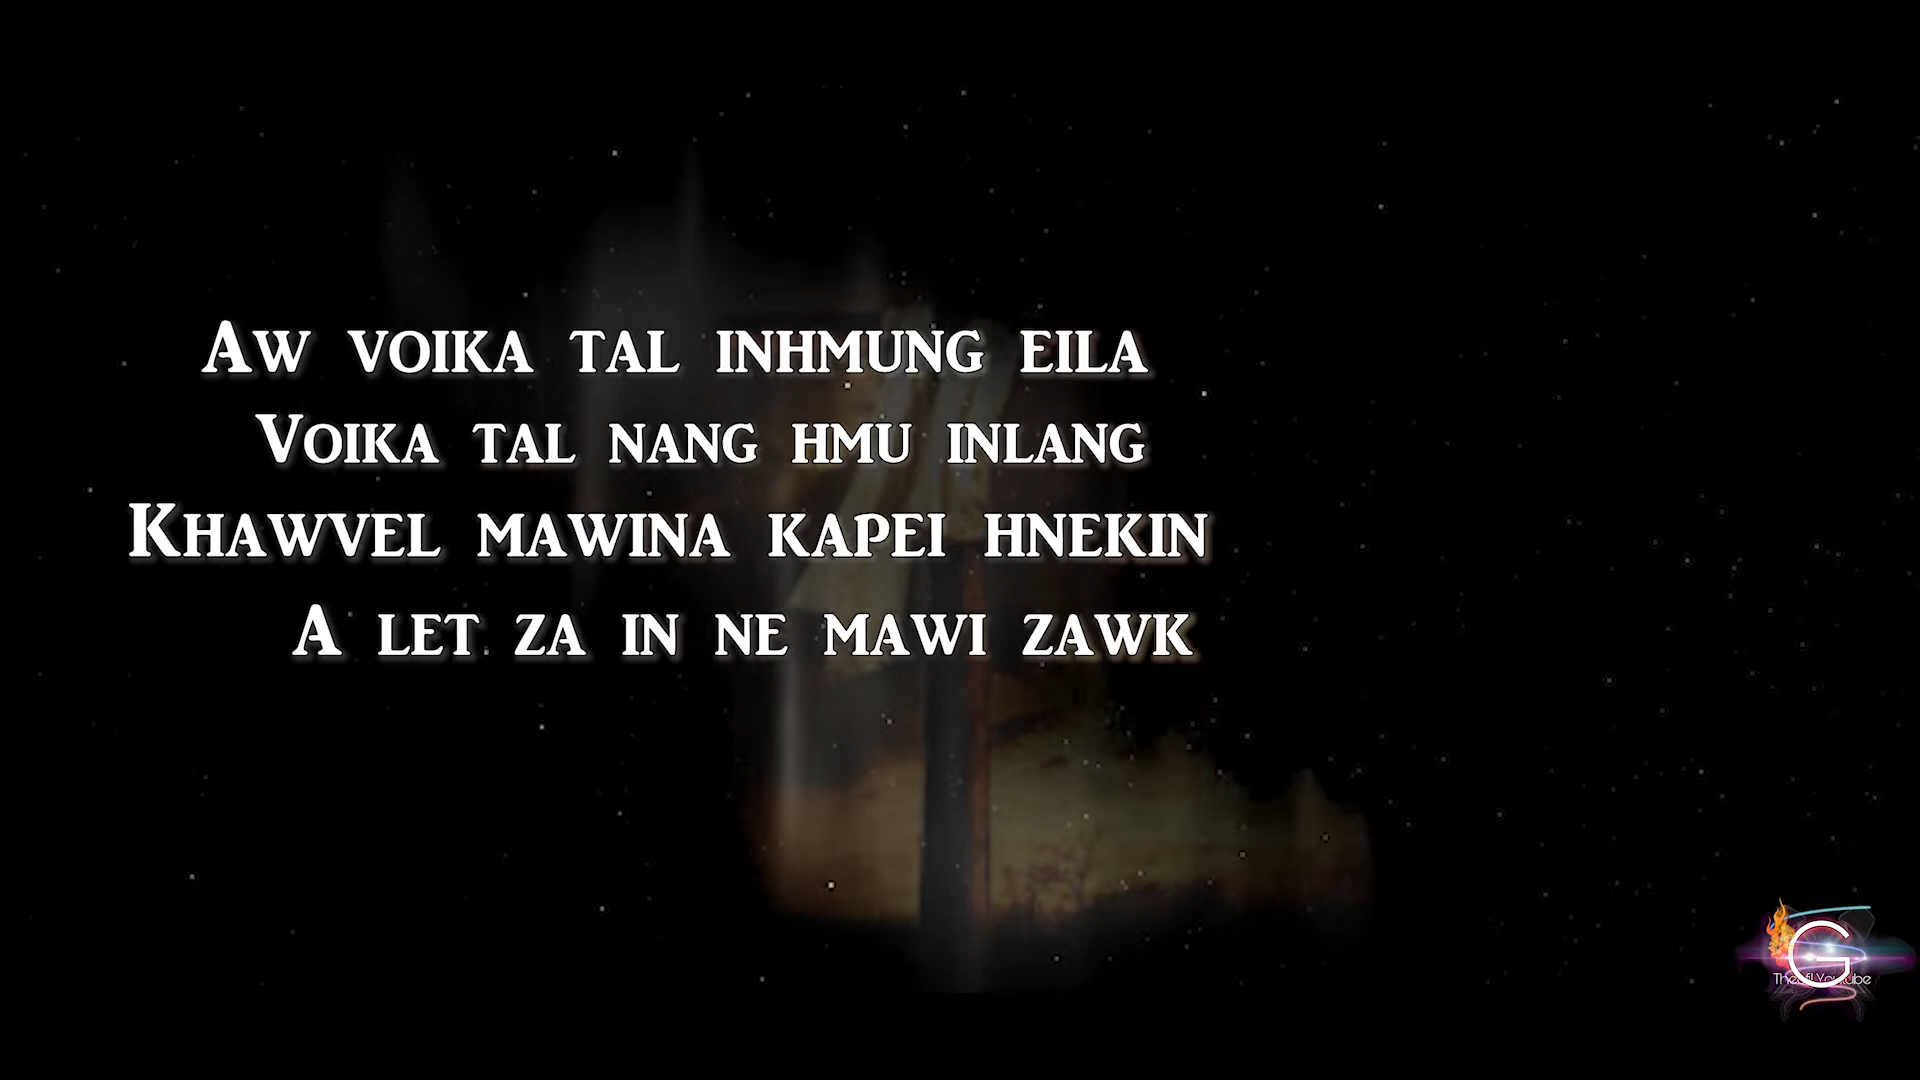 Aw voika tal inhmung eila
Voika tal nang hmu inlang
Khawvel mawina kapei hnekin
A let za in ne mawi zawk
G